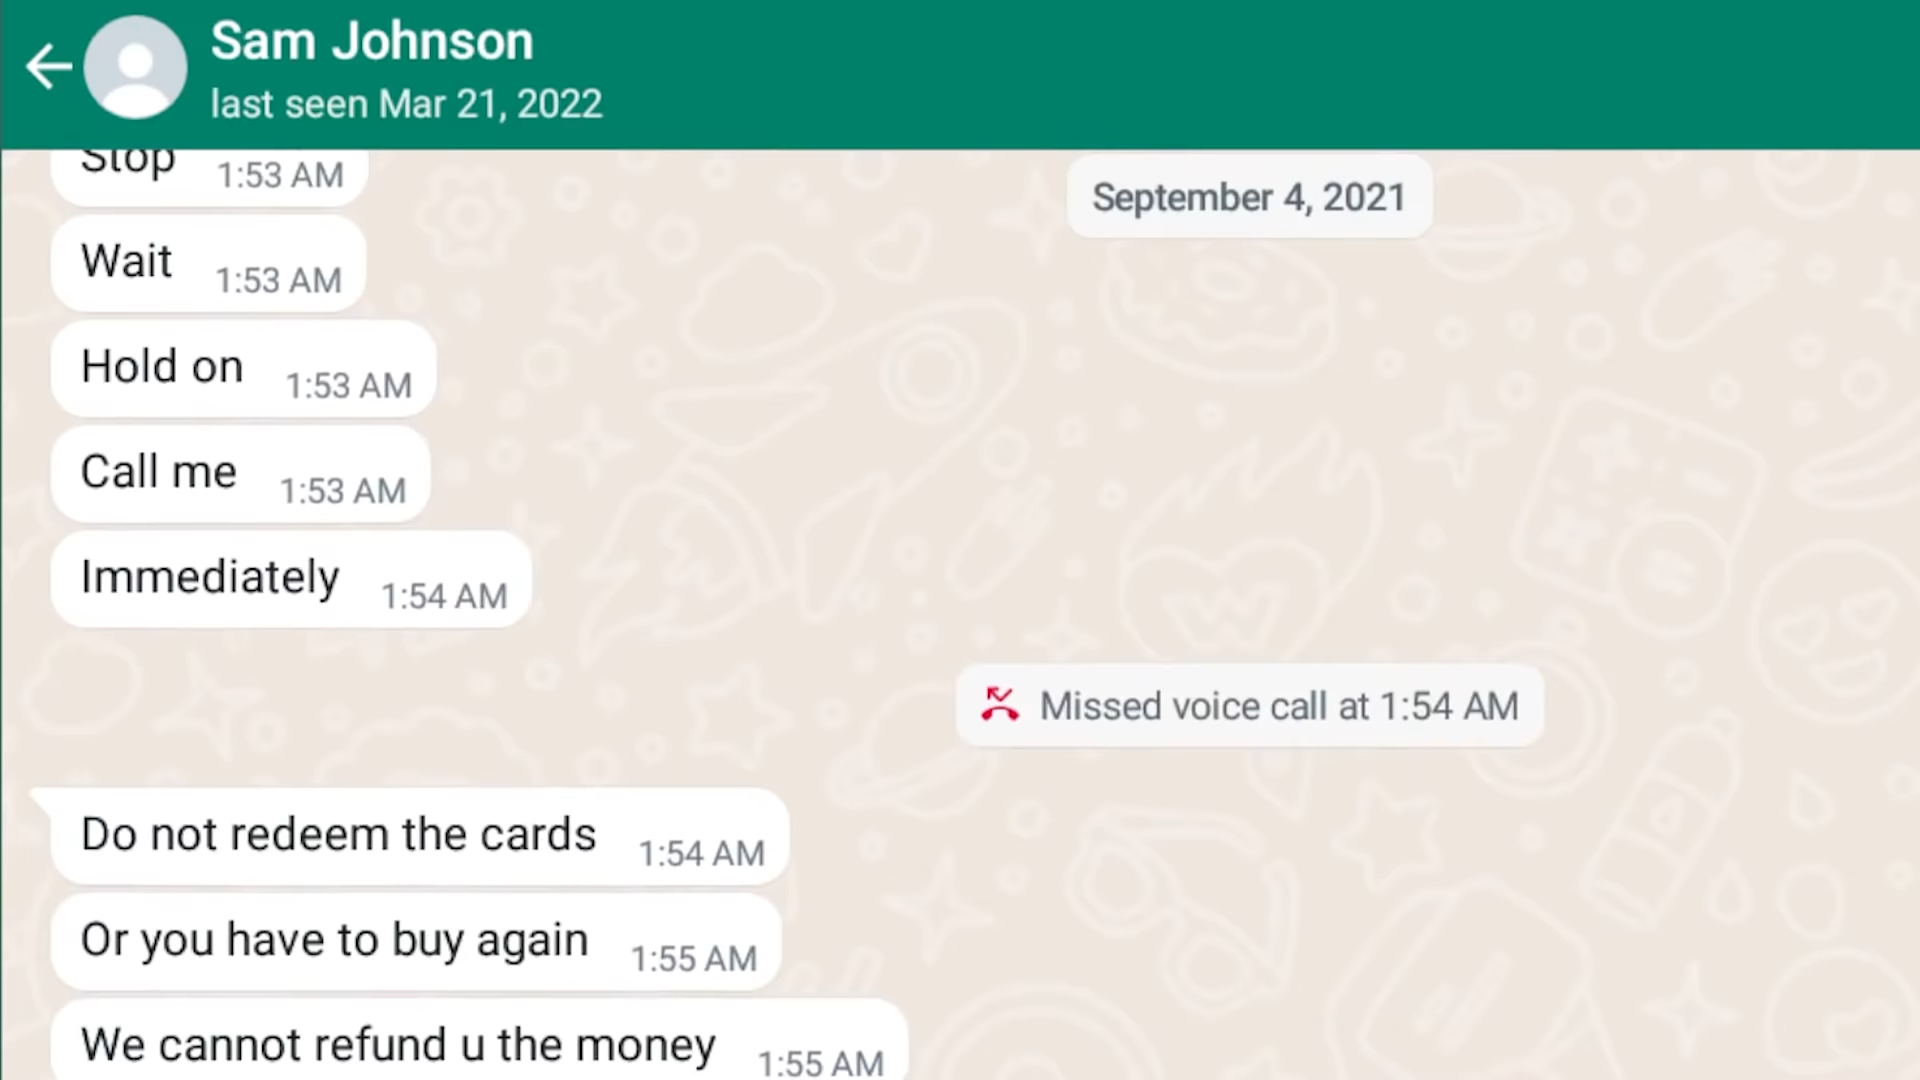 Sam Johnson
last seen Mar 21, 2022
September 4, 2021
Stop 1:53 AM
Wait 1:53 AM
Hold on 1:53 AM
Call me 1:53 AM
Immediately 1:54 AM
Missed voice call at 1:54 AM
Do not redeem the cards 1:54 AM
Or you have to buy again 1:55 AM
We cannot refund u the money 1:55 AM